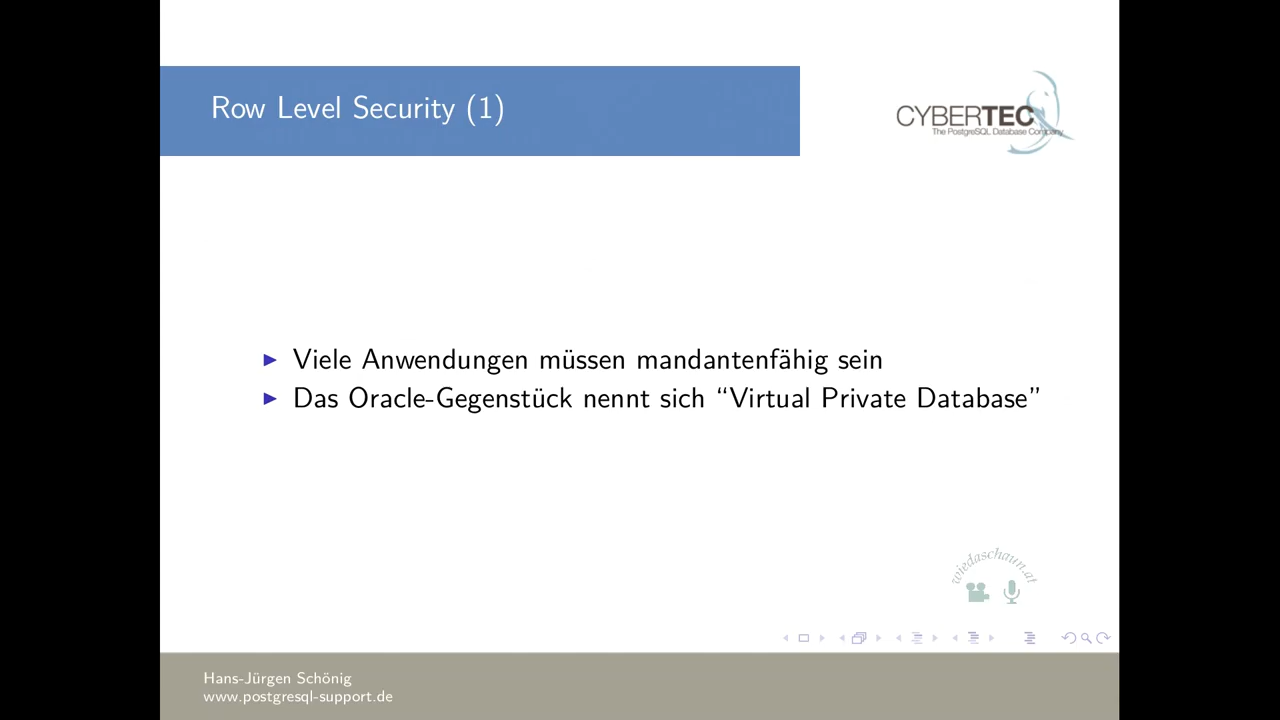 Row Level Security (1)
CYBERTEC
The PostgreSQL Database Company
▶ Viele Anwendungen müssen mandantenfähig sein
▶ Das Oracle-Gegenstück nennt sich “Virtual Private Database”
wiedaschaun.at
Hans-Jürgen Schönig
www.postgresql-support.de